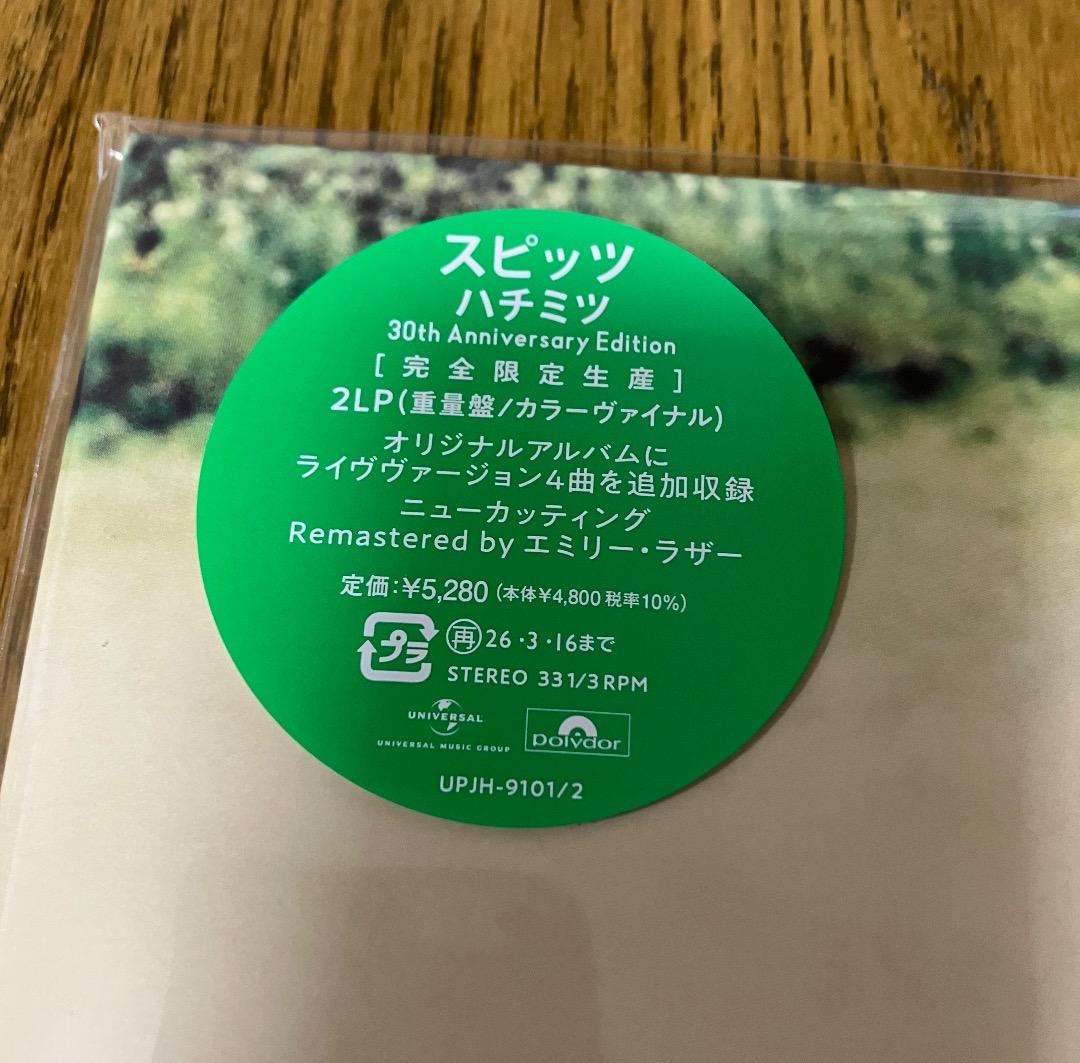 スピッツ
ハチミツ
30th Anniversary Edition
[完全限定生産]
2LP(重量盤/カラーヴァイナル)
オリジナルアルバムに
ライヴヴァージョン4曲を追加収録
ニューカッティング
Remastered by エミリー・ラザー
定価:¥5,280(本体¥4,800 税率10%)
プラ 再 26・3・16まで
STEREO 331/3RPM
UNIVERSAL
UNIVERSAL MUSIC GROUP
polydor
UPJH-9101/2